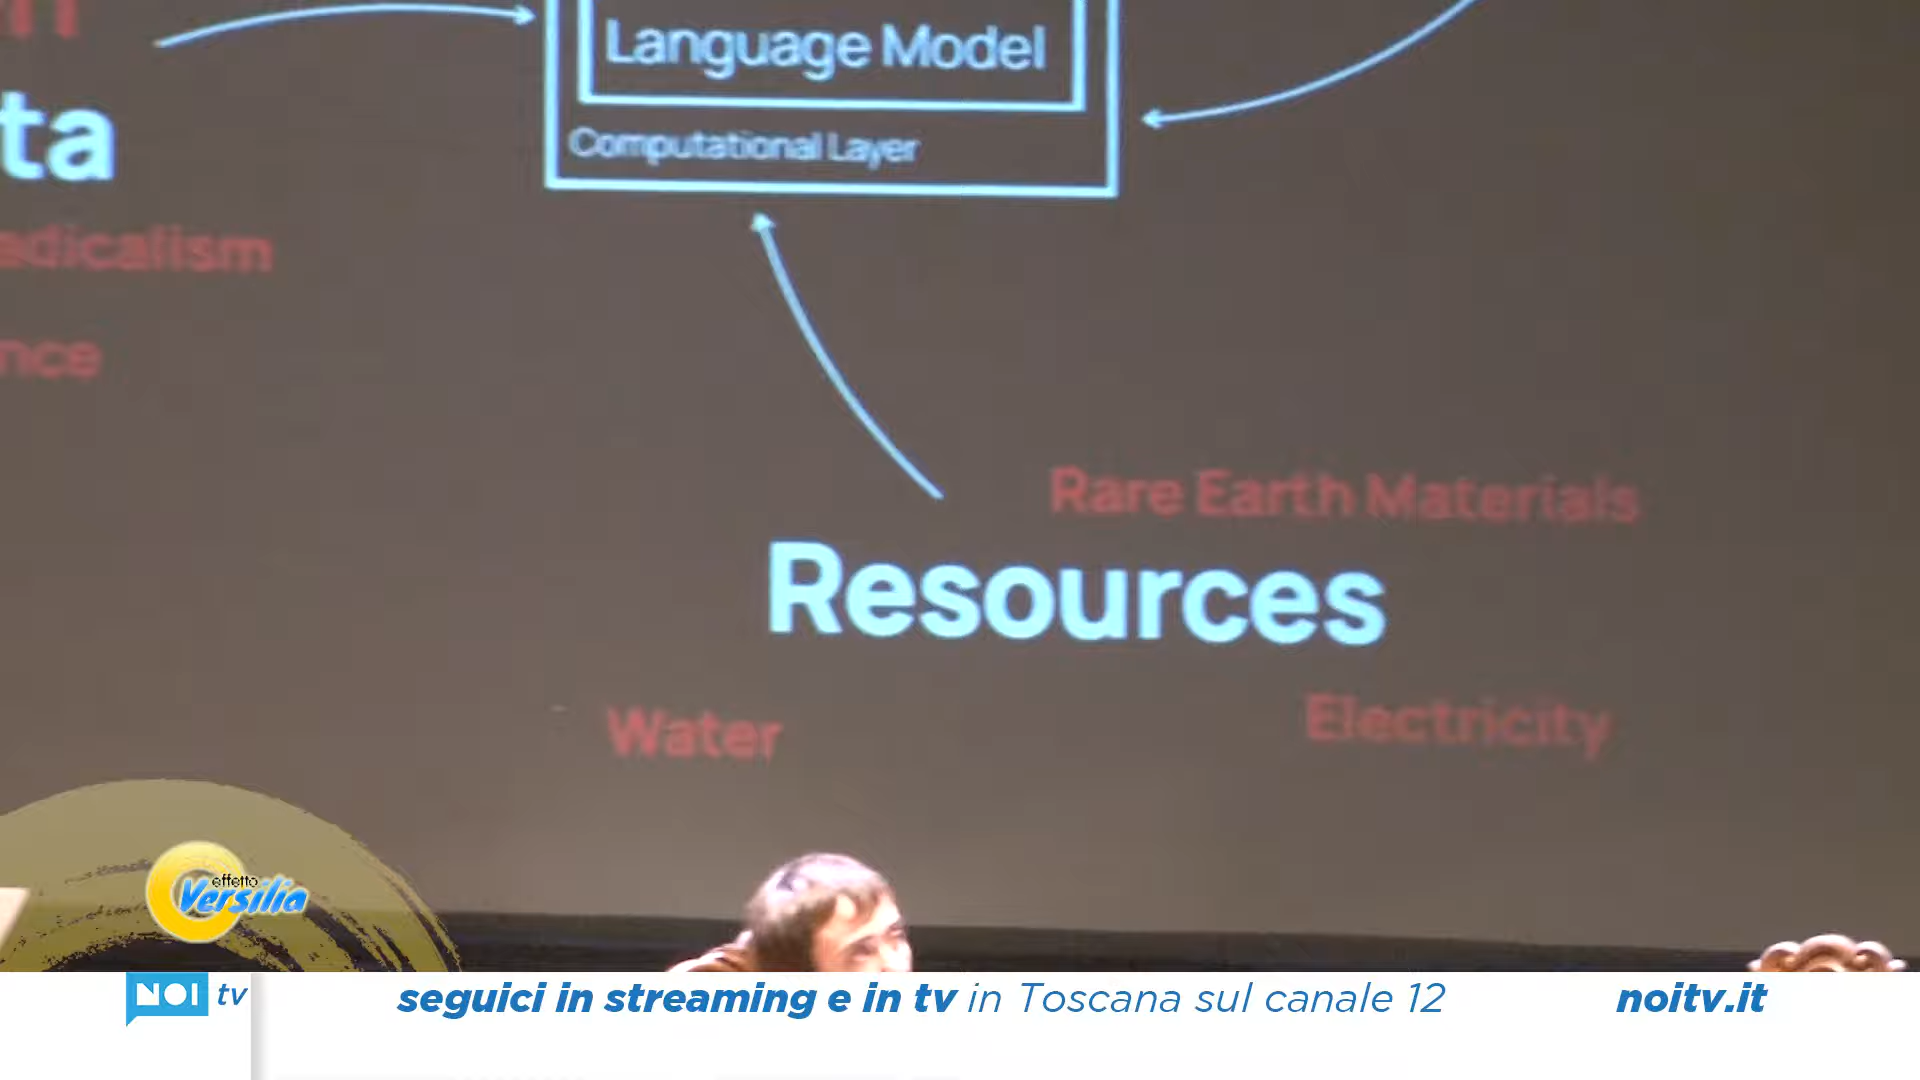 Language Model
Computational Layer
ta
edicalism
nce
Rare Earth Materials
Resources
Water
Electricity
effetto
Versilia
NOI tv
seguici in streaming e in tv in Toscana sul canale 12
noitv.it